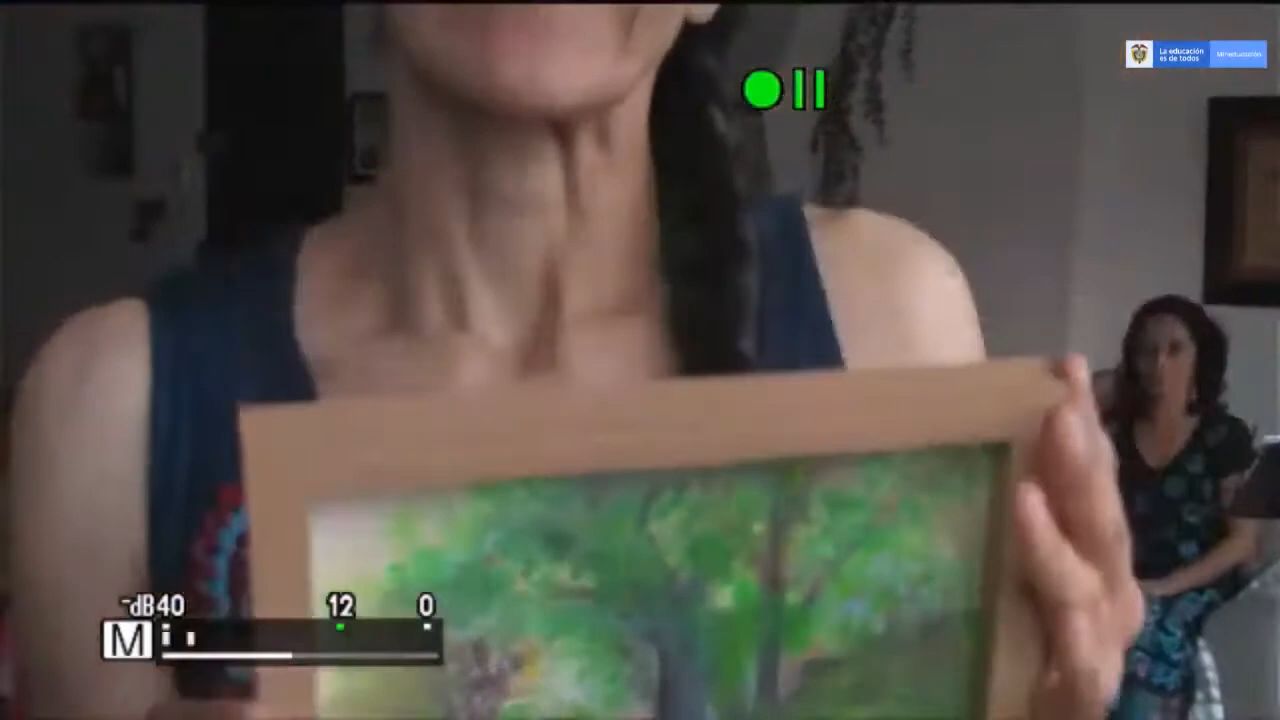 La educación
es de todos
Mineducación
-dB40 12 0
M